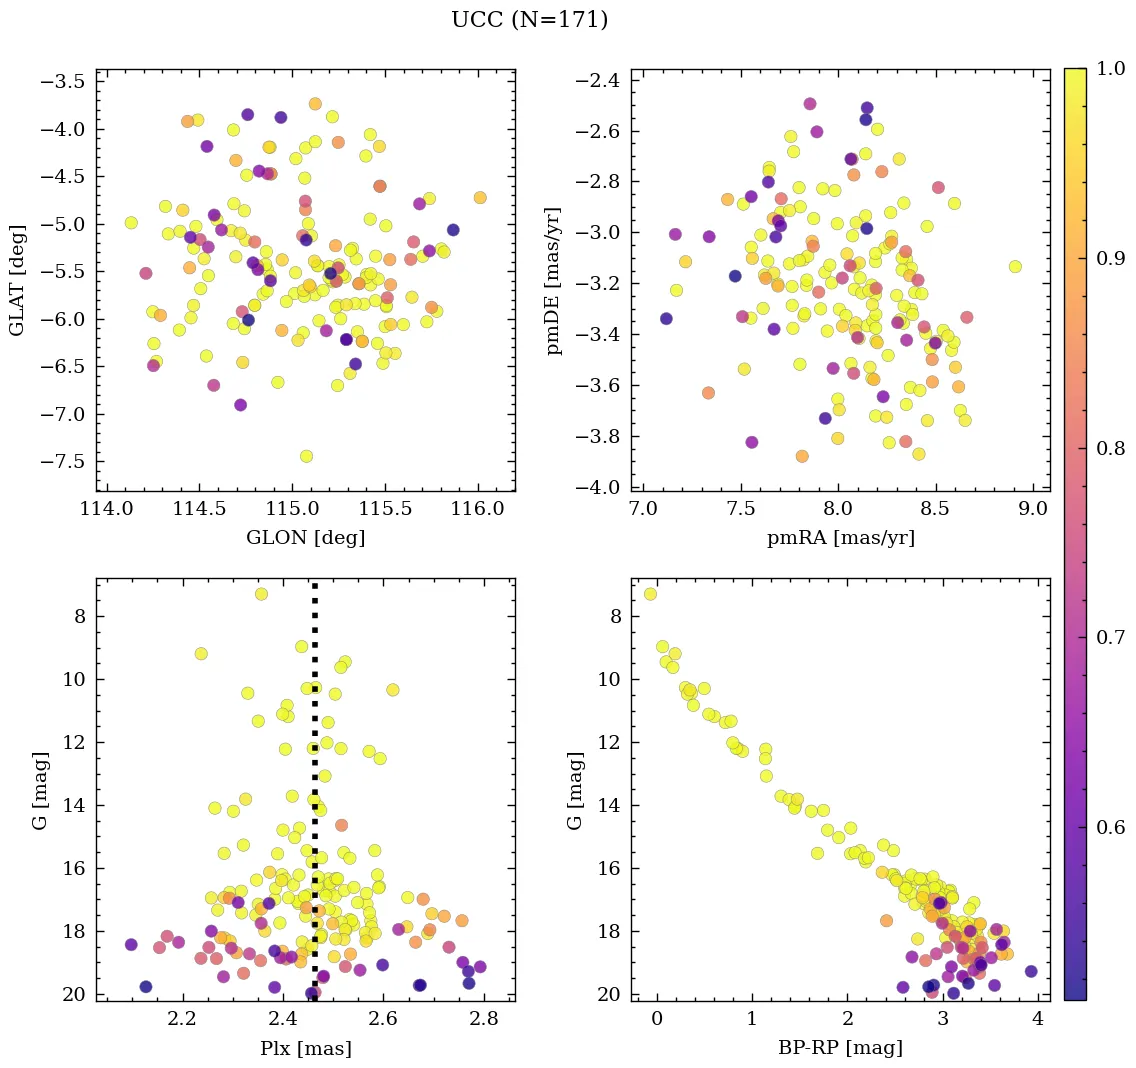 UCC (N=171)
−3.5
−4.0
−4.5
−5.0
−5.5
−6.0
−6.5
−7.0
−7.5
GLAT [deg]
114.0 114.5 115.0 115.5 116.0
GLON [deg]
−2.4
−2.6
−2.8
−3.0
−3.2
−3.4
−3.6
−3.8
−4.0
pmDE [mas/yr]
7.0 7.5 8.0 8.5 9.0
pmRA [mas/yr]
8
10
12
14
16
18
20
G [mag]
2.2 2.4 2.6 2.8
Plx [mas]
8
10
12
14
16
18
20
G [mag]
0 1 2 3 4
BP-RP [mag]
1.0
0.9
0.8
0.7
0.6